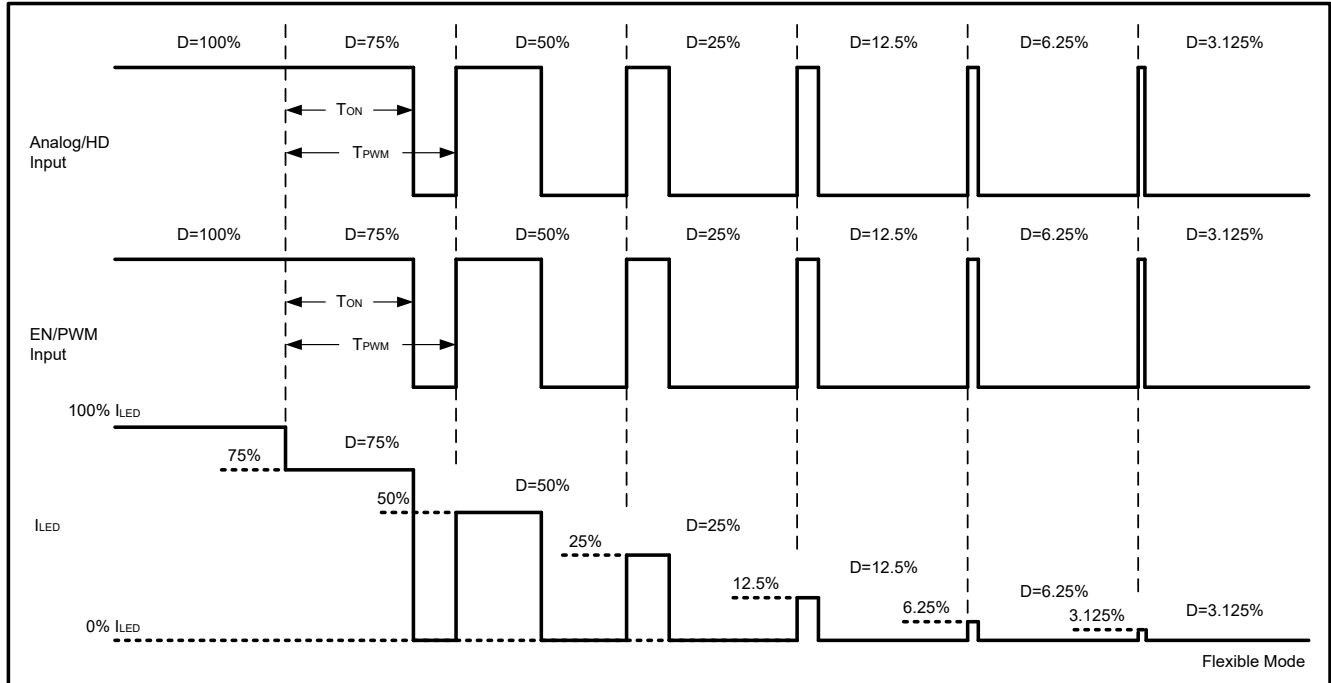 D=100% D=75% D=50% D=25% D=12.5% D=6.25% D=3.125%
TON
Analog/HD
Input
TPWM
D=100% D=75% D=50% D=25% D=12.5% D=6.25% D=3.125%
TON
EN/PWM
Input
TPWM
100% ILED
D=75%
75%
D=50%
50%
ILED
D=25%
25%
D=12.5%
12.5%
D=6.25%
6.25%
3.125%
D=3.125%
0% ILED
Flexible Mode